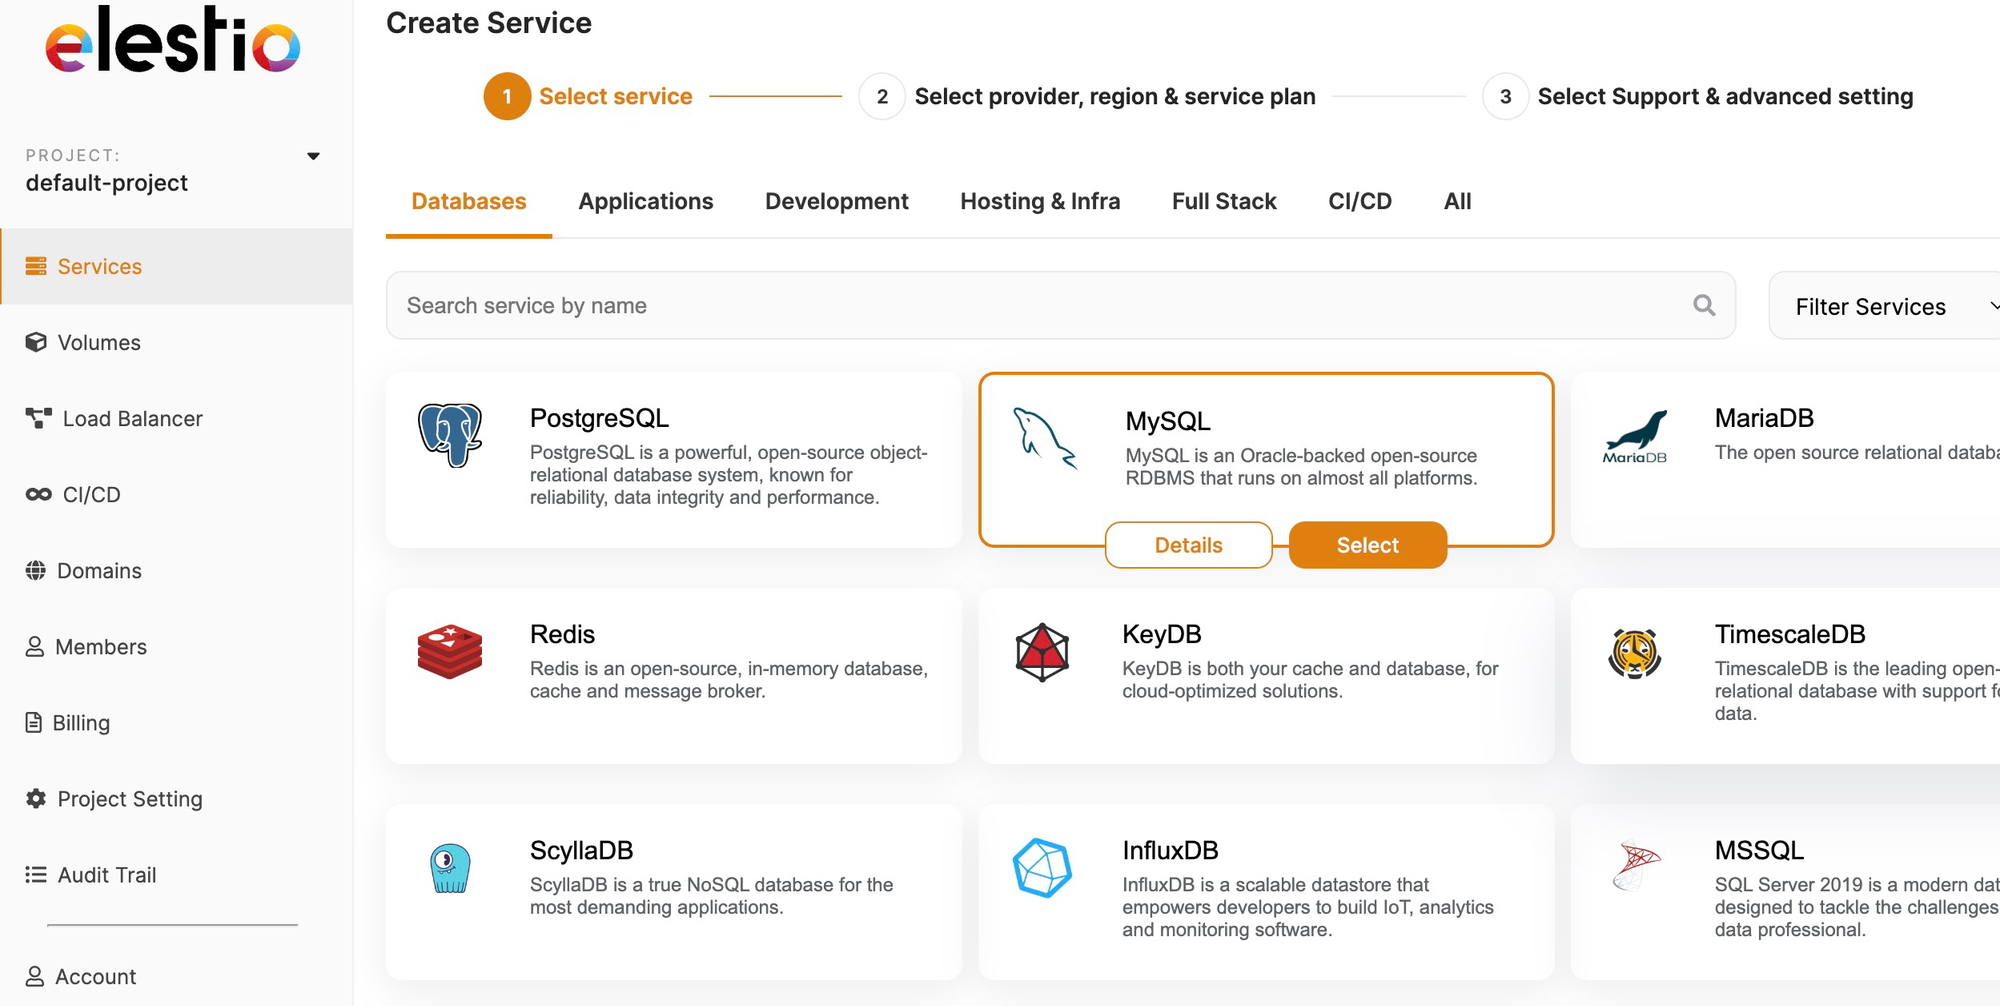 elestio
Create Service
1 Select service
2 Select provider, region & service plan
3 Select Support & advanced setting
PROJECT:
default-project
Databases Applications Development Hosting & Infra Full Stack CI/CD All
Services
Search service by name
Filter Services
Volumes
Load Balancer
CI/CD
Domains
Members
Billing
Project Setting
Audit Trail
Account
PostgreSQL
PostgreSQL is a powerful, open-source object-
relational database system, known for
reliability, data integrity and performance.
MySQL
MySQL is an Oracle-backed open-source
RDBMS that runs on almost all platforms.
Details
Select
MariaDB
MariaDB
The open source relational databa
Redis
Redis is an open-source, in-memory database,
cache and message broker.
KeyDB
KeyDB is both your cache and database, for
cloud-optimized solutions.
TimescaleDB
TimescaleDB is the leading open-
relational database with support fo
data.
ScyllaDB
ScyllaDB is a true NoSQL database for the
most demanding applications.
InfluxDB
InfluxDB is a scalable datastore that
empowers developers to build IoT, analytics
and monitoring software.
MSSQL
SQL Server 2019 is a modern dat
designed to tackle the challenges
data professional.